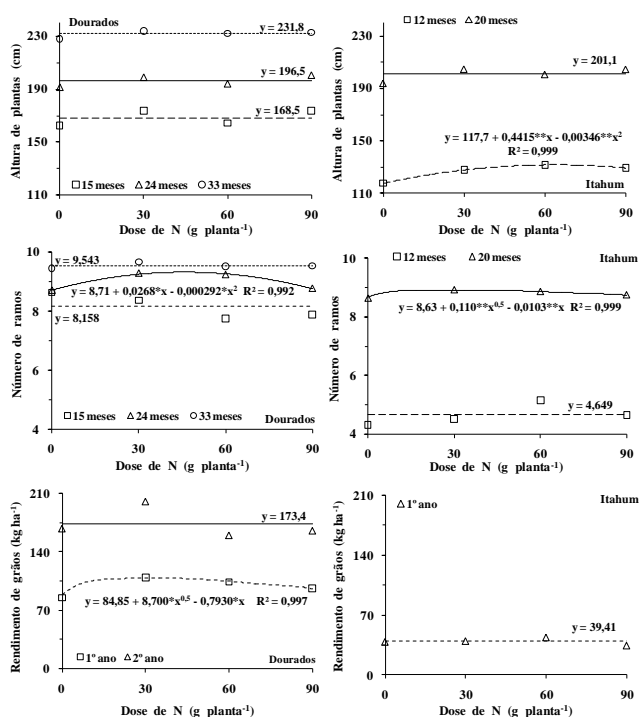 Dourados
Altura de plantas (cm)
230
190
150
110
y = 231,8
y = 196,5
y = 168,5
15 meses 24 meses 33 meses
0 30 60 90
Dose de N (g planta-1)
12 meses 20 meses
Altura de plantas (cm)
230
190
150
110
y = 201,1
y = 117,7 + 0,4415**x - 0,00346**x2
R2 = 0,999
Itahum
0 30 60 90
Dose de N (g planta-1)
Número de ramos
10
8
6
4
y = 9,543
y = 8,71 + 0,0268*x - 0,000292*x2 R2 = 0,992
y = 8,158
15 meses 24 meses 33 meses
Dourados
0 30 60 90
Dose de N (g planta-1)
12 meses 20 meses
Itahum
Número de ramos
10
8
6
4
y = 8,63 + 0,110**x0,5 - 0,0103**x R2 = 0,999
y = 4,649
0 30 60 90
Dose de N (g planta-1)
Rendimento de grãos (kg ha-1)
210
140
70
0
y = 173,4
y = 84,85 + 8,700*x0,5 - 0,7930*x R2 = 0,997
1º ano 2º ano
Dourados
0 30 60 90
Dose de N (g planta-1)
Rendimento de grãos (kg ha-1)
210
140
70
0
1º ano
Itahum
y = 39,41
0 30 60 90
Dose de N (g planta-1)